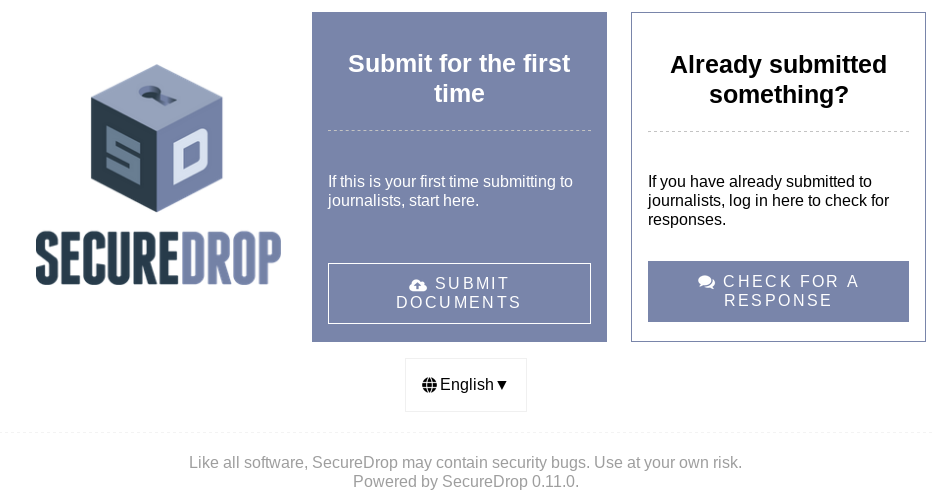 S D
SECUREDROP
Submit for the first
time
If this is your first time submitting to
journalists, start here.
SUBMIT
DOCUMENTS
Already submitted
something?
If you have already submitted to
journalists, log in here to check for
responses.
CHECK FOR A
RESPONSE
English▼
Like all software, SecureDrop may contain security bugs. Use at your own risk.
Powered by SecureDrop 0.11.0.